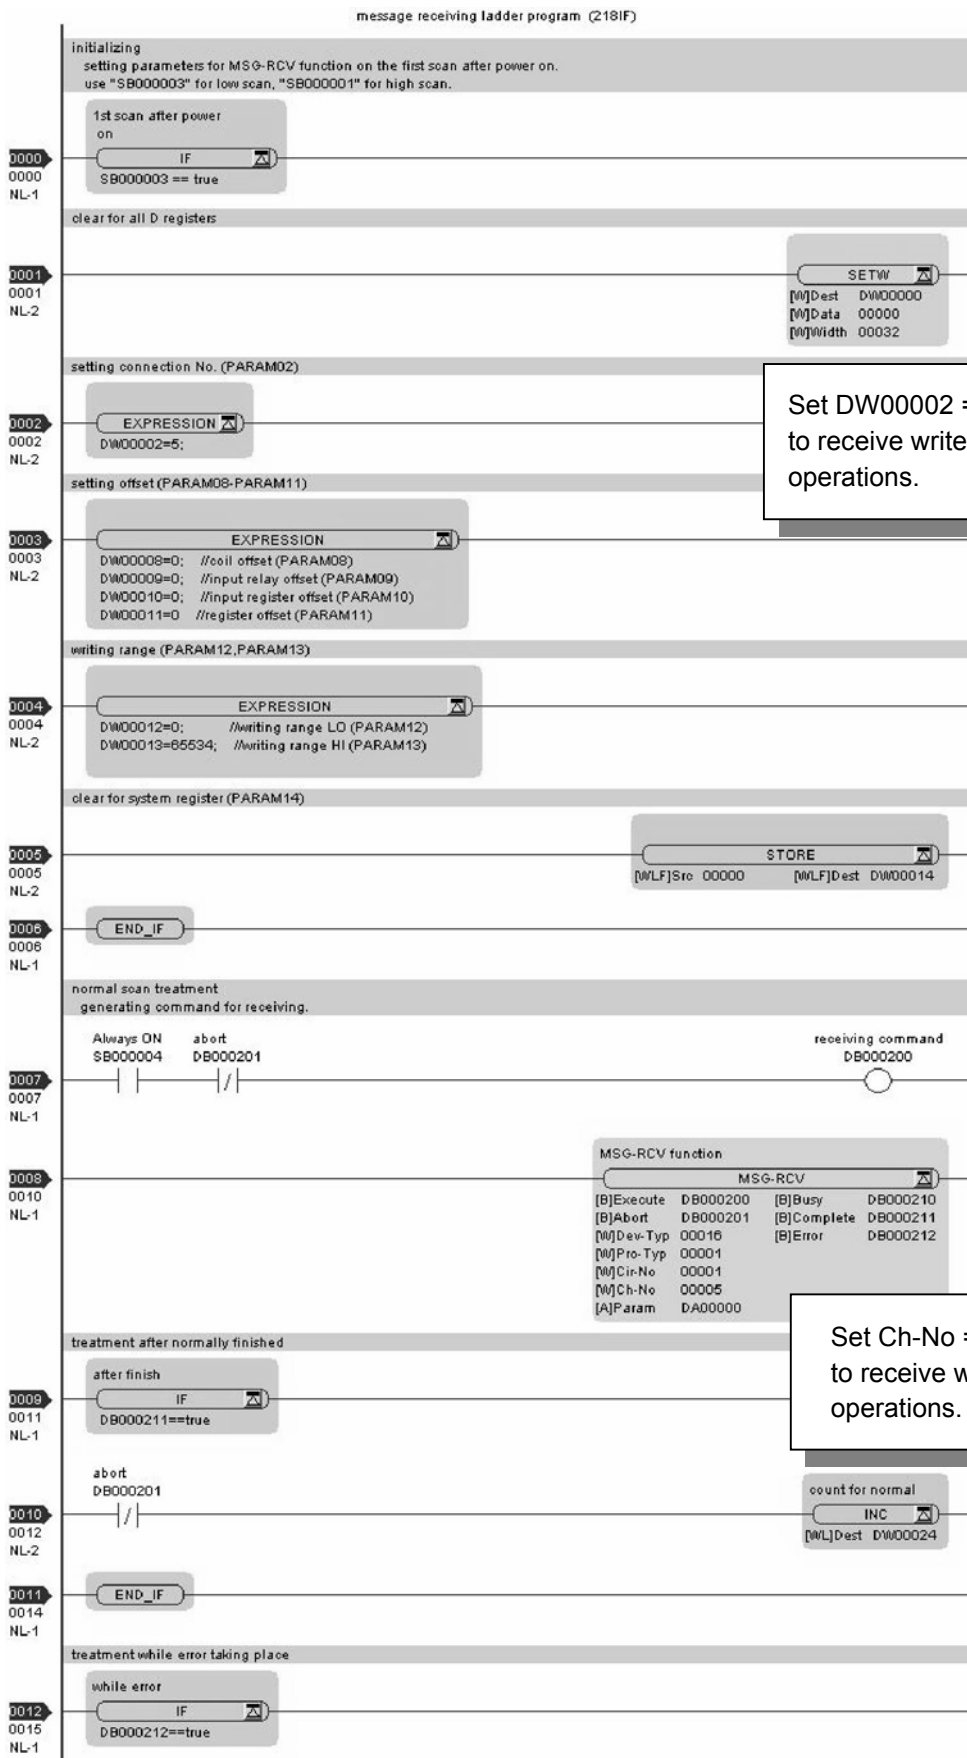 message receiving ladder program (218IF)
initializing
setting parameters for MSG-RCV function on the first scan after power on.
use "SB000003" for low scan, "SB000001" for high scan.
1st scan after power
on
0000
0000
NL-1
IF
SB000003 == true
clear for all D registers
0001
0001
NL-2
SETW
[W]Dest DW00000
[W]Data 00000
[W]Width 00032
setting connection No. (PARAM02)
0002
0002
NL-2
EXPRESSION
DW00002=5;
Set DW00002 =
to receive write
operations.
setting offset (PARAM08-PARAM11)
0003
0003
NL-2
EXPRESSION
DW00008=0; //coil offset (PARAM08)
DW00009=0; //input relay offset (PARAM09)
DW00010=0; //input register offset (PARAM10)
DW00011=0 //register offset (PARAM11)
writing range (PARAM12,PARAM13)
0004
0004
NL-2
EXPRESSION
DW00012=0; //writing range LO (PARAM12)
DW00013=65534; //writing range HI (PARAM13)
clear for system register (PARAM14)
0005
0005
NL-2
STORE
[WLF]Src 00000 [WLF]Dest DW00014
0006
0006
NL-1
END_IF
normal scan treatment
generating command for receiving.
Always ON abort receiving command
SB000004 DB000201 DB000200
0007
0007
NL-1
MSG-RCV function
0008
0010
NL-1
MSG-RCV
[B]Execute DB000200 [B]Busy DB000210
[B]Abort DB000201 [B]Complete DB000211
[W]Dev-Typ 00016 [B]Error DB000212
[W]Pro-Typ 00001
[W]Cir-No 00001
[W]Ch-No 00005
[A]Param DA00000
Set Ch-No =
to receive w
operations.
treatment after normally finished
after finish
0009
0011
NL-1
IF
DB000211==true
abort
DB000201
0010
0012
NL-2
count for normal
INC
[WL]Dest DW00024
0011
0014
NL-1
END_IF
treatment while error taking place
while error
0012
0015
NL-1
IF
DB000212==true